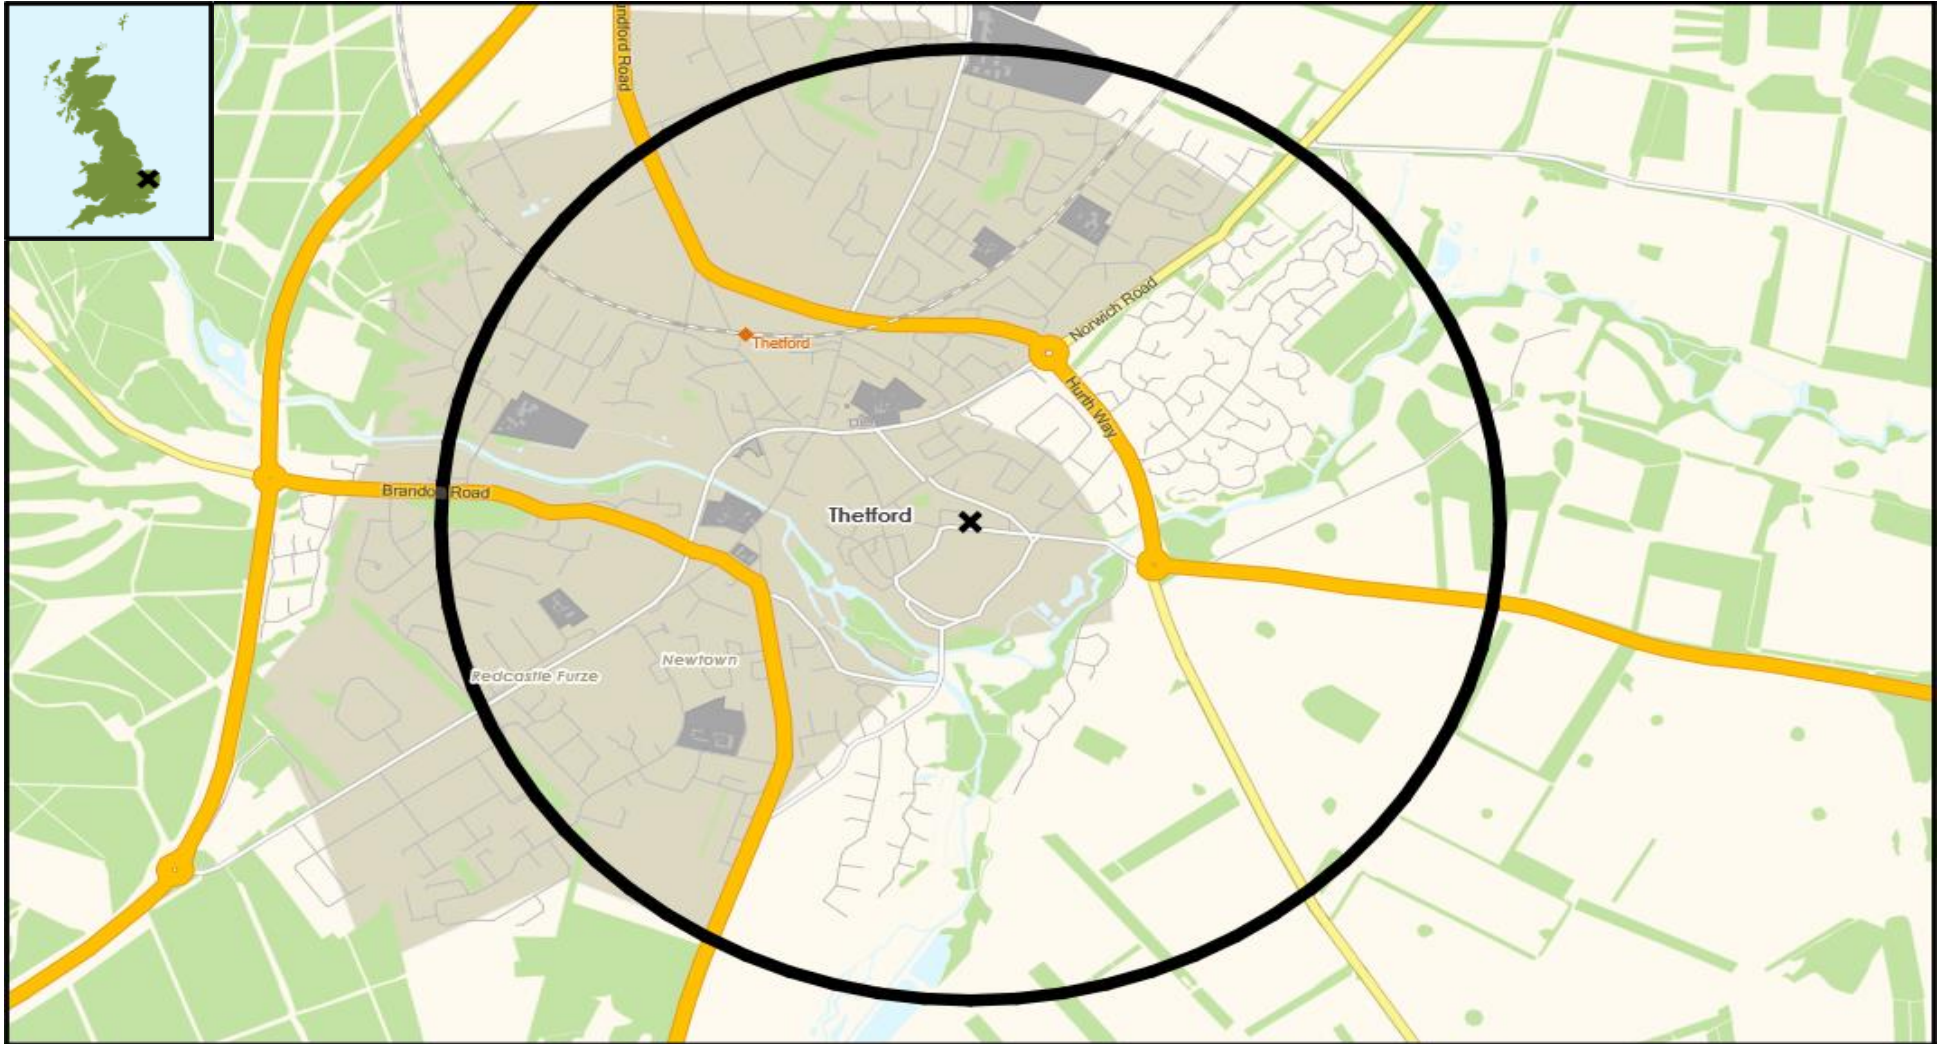 Norwich Road
Thetford
Hurth Way
Brandon Road
Thetford
Newtown
Redcastle Furze